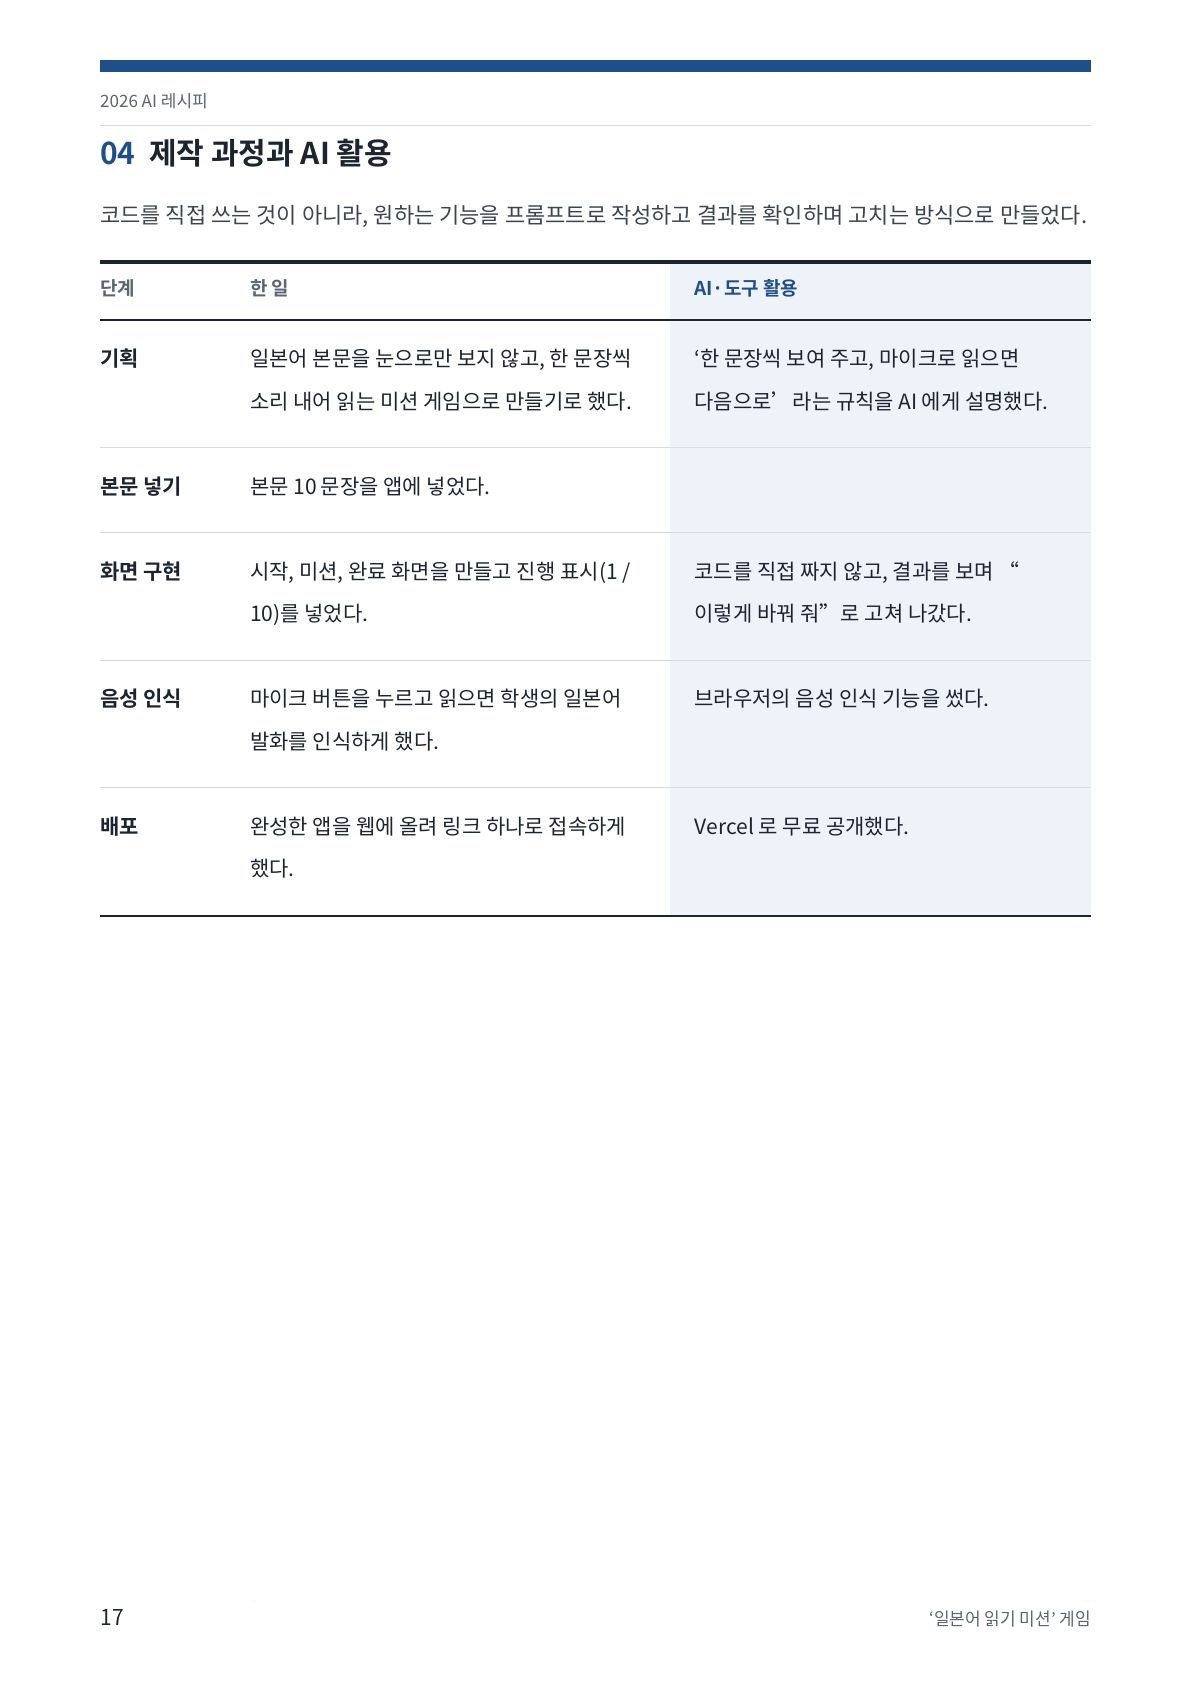 2026 AI 레시피
04 제작 과정과 AI 활용
코드를 직접 쓰는 것이 아니라, 원하는 기능을 프롬프트로 작성하고 결과를 확인하며 고치는 방식으로 만들었다.
단계 한 일 AI·도구 활용
기획 일본어 본문을 눈으로만 보지 않고, 한 문장씩 ‘한 문장씩 보여 주고, 마이크로 읽으면
소리 내어 읽는 미션 게임으로 만들기로 했다. 다음으로’ 라는 규칙을 AI 에게 설명했다.
본문 넣기 본문 10 문장을 앱에 넣었다.
화면 구현 시작, 미션, 완료 화면을 만들고 진행 표시(1 / 코드를 직접 짜지 않고, 결과를 보며 “
10)를 넣었다. 이렇게 바꿔 줘” 로 고쳐 나갔다.
음성 인식 마이크 버튼을 누르고 읽으면 학생의 일본어 브라우저의 음성 인식 기능을 썼다.
발화를 인식하게 했다.
배포 완성한 앱을 웹에 올려 링크 하나로 접속하게 Vercel 로 무료 공개했다.
했다.
17 ‘일본어 읽기 미션’ 게임